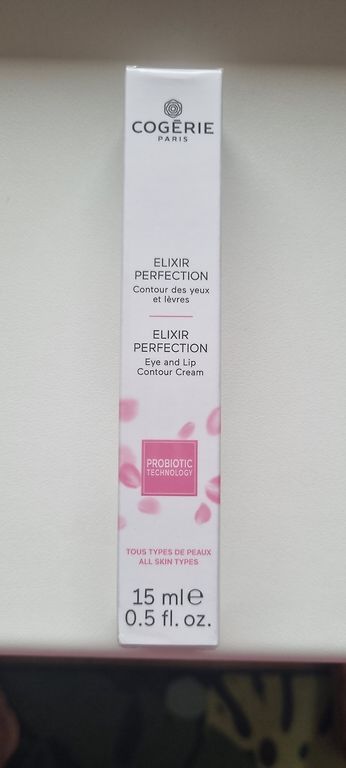 COGĒRIE
PARIS
ELIXIR
PERFECTION
Contour des yeux
et lèvres
ELIXIR
PERFECTION
Eye and Lip
Contour Cream
PROBIOTIC
TECHNOLOGY
TOUS TYPES DE PEAUX
ALL SKIN TYPES
15 ml℮
0.5 fl. oz.